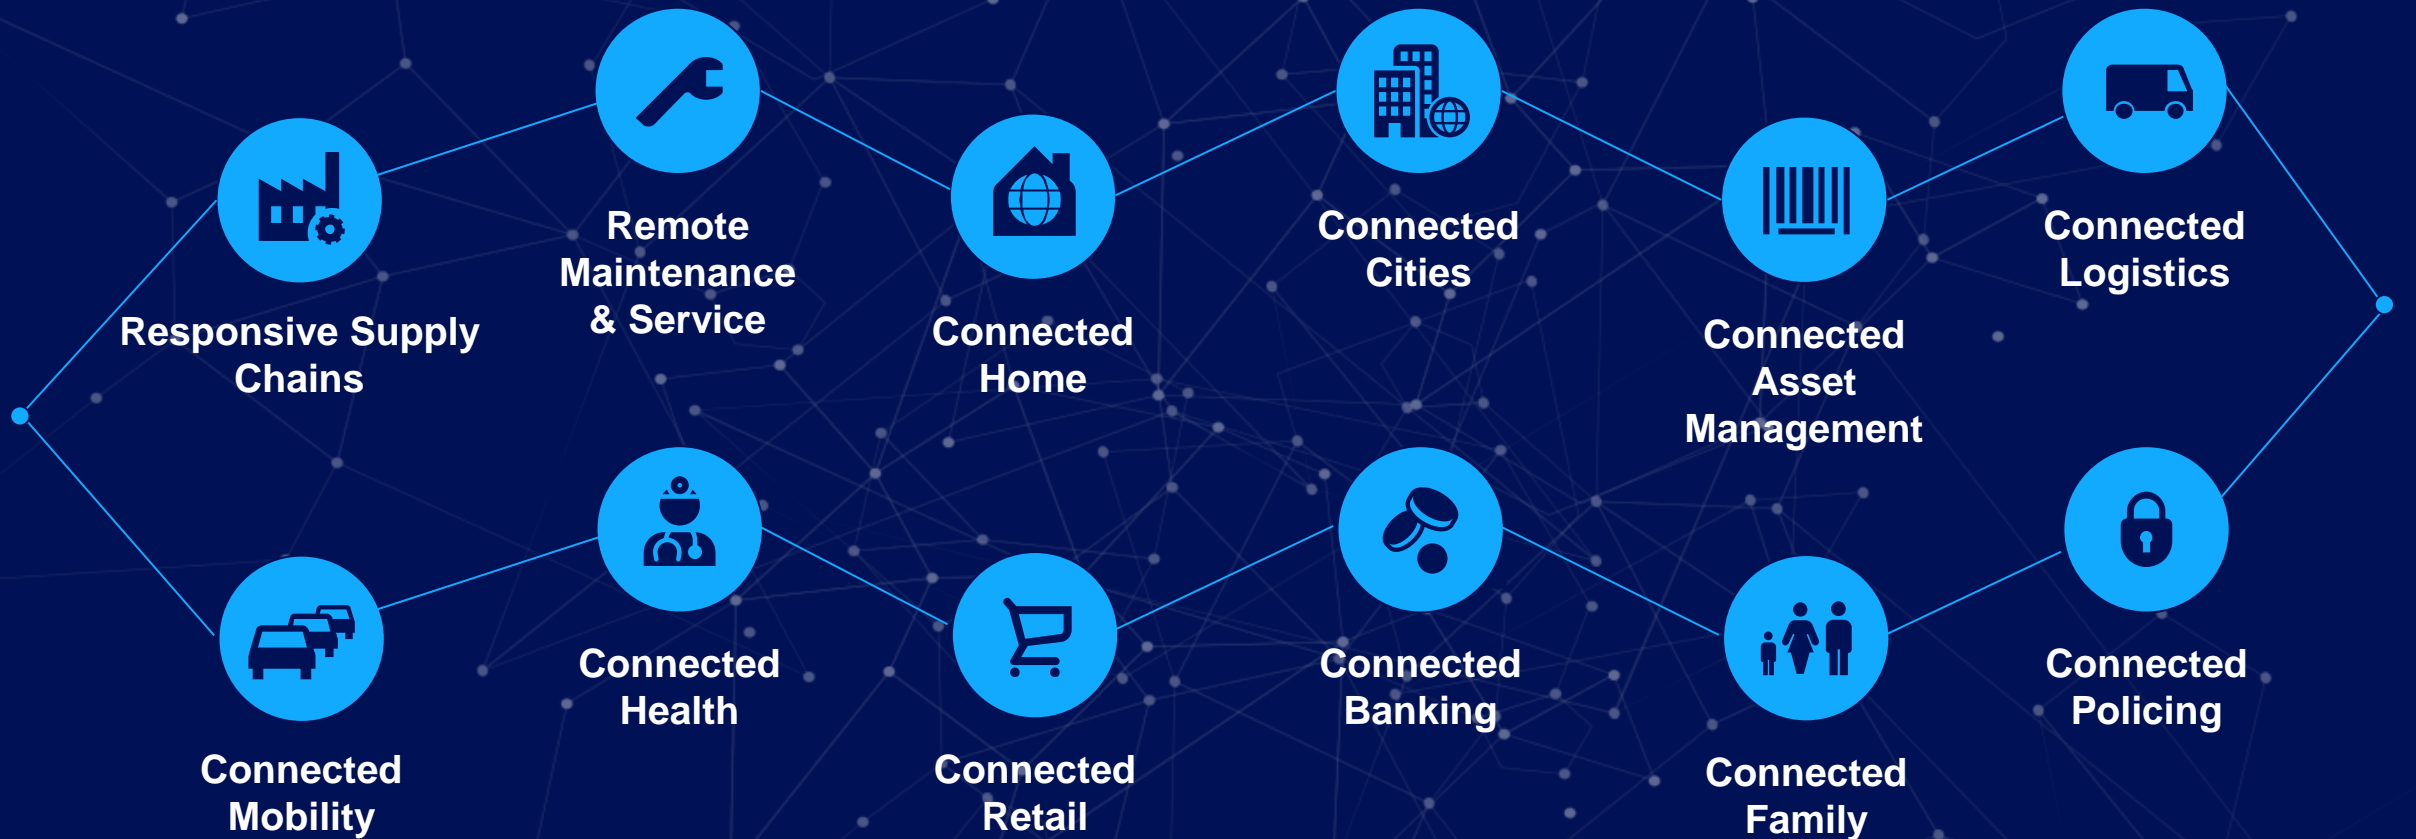 Responsive Supply
Chains
Remote
Maintenance
& Service
Connected
Home
Connected
Cities
Connected
Asset
Management
Connected
Logistics
Connected
Mobility
Connected
Health
Connected
Retail
Connected
Banking
Connected
Family
Connected
Policing